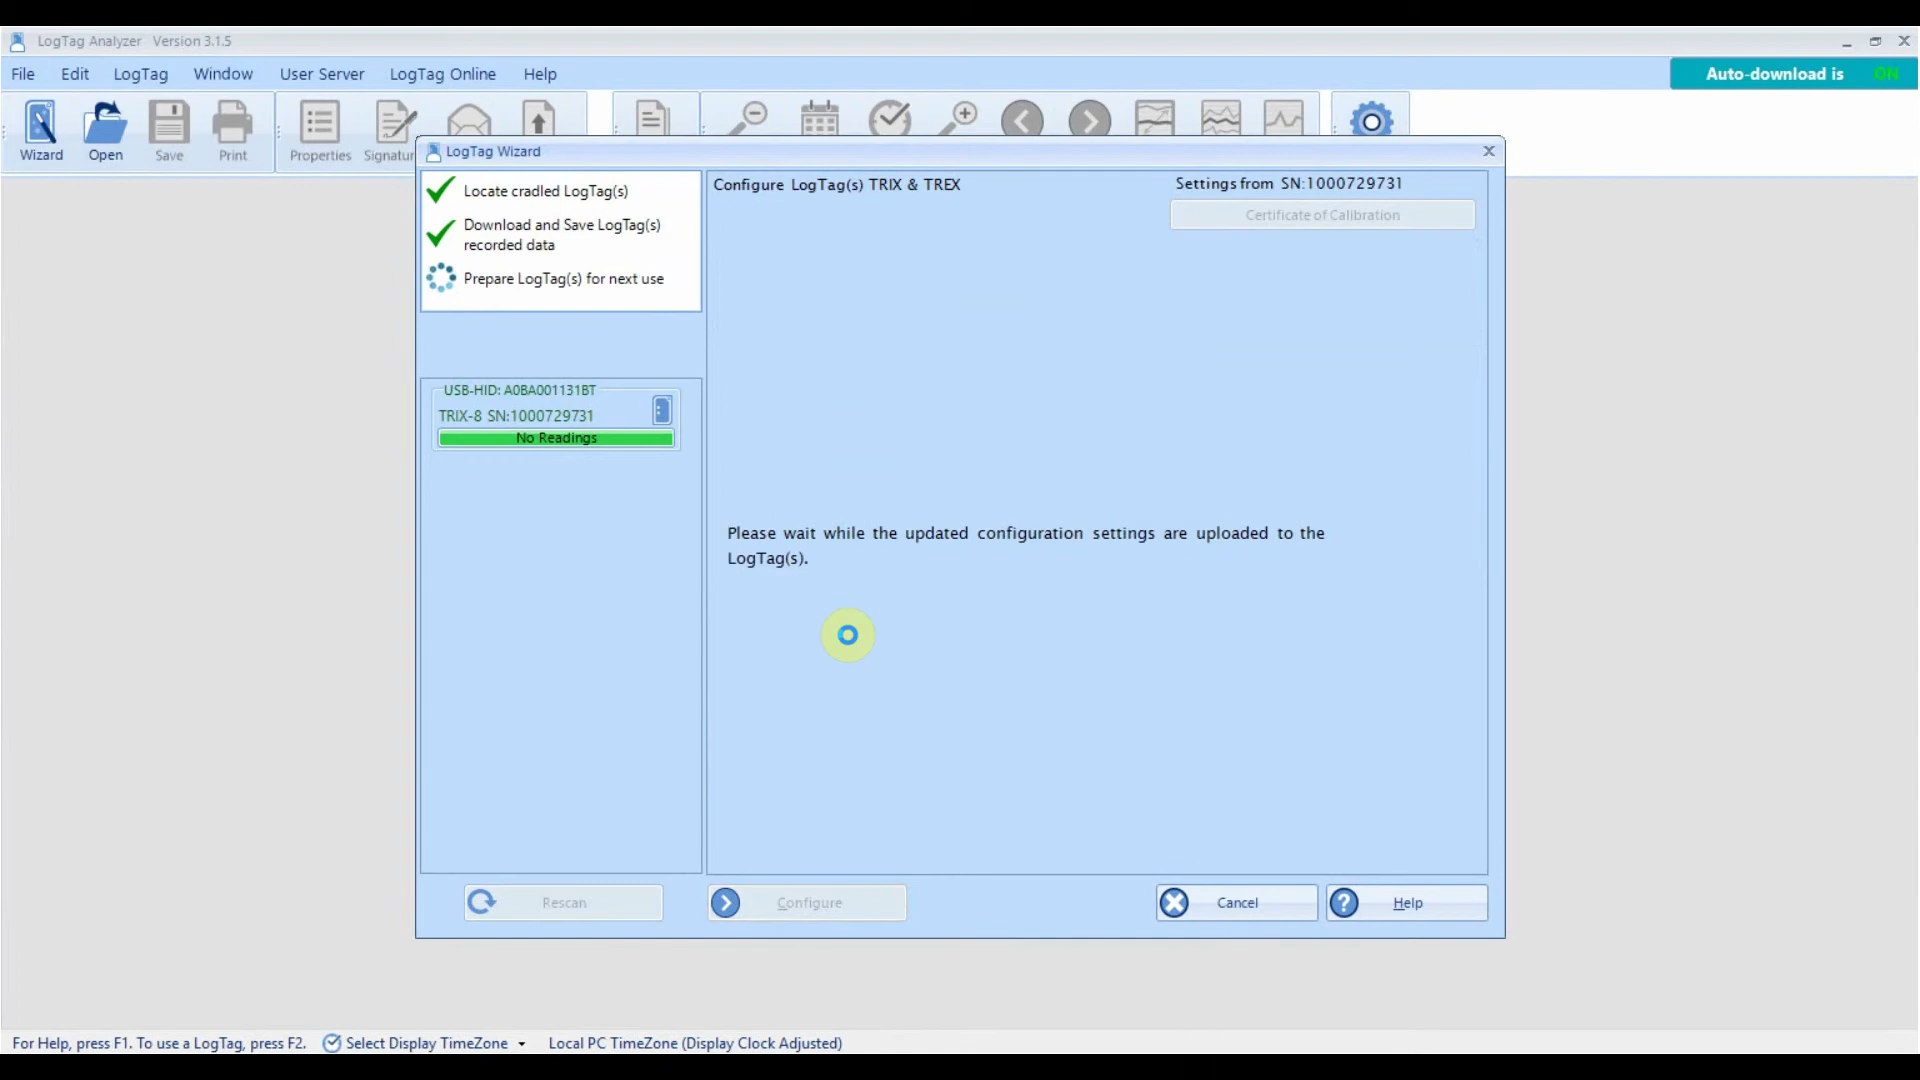 LogTag Analyzer Version 3.1.5
File Edit LogTag Window User Server LogTag Online Help
Auto-download is ON
Wizard Open Save Print Properties Signatur
LogTag Wizard
Locate cradled LogTag(s)
Download and Save LogTag(s)
recorded data
Prepare LogTag(s) for next use
Configure LogTag(s) TRIX & TREX
Settings from SN:1000729731
Certificate of Calibration
USB-HID: A0BA001131BT
TRIX-8 SN:1000729731
No Readings
Please wait while the updated configuration settings are uploaded to the
LogTag(s).
Rescan
Configure
Cancel
Help
For Help, press F1. To use a LogTag, press F2. Select Display TimeZone Local PC TimeZone (Display Clock Adjusted)